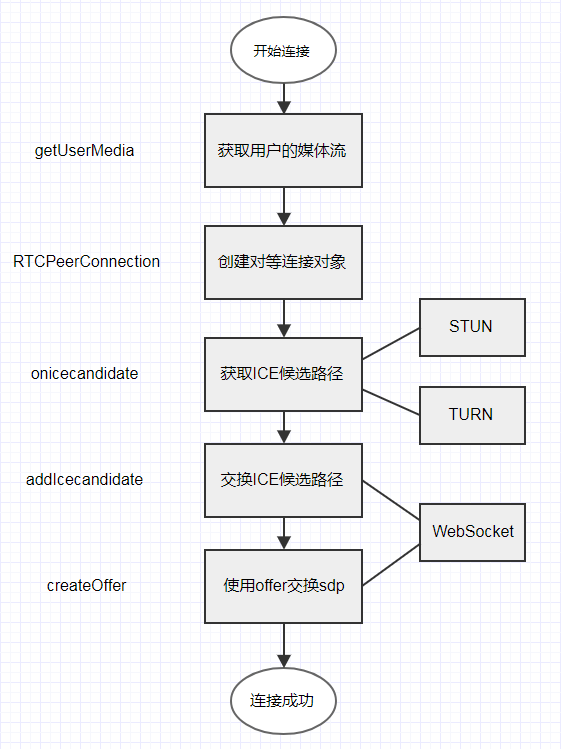 开始连接
getUserMedia
获取用户的媒体流
RTCPeerConnection
创建对等连接对象
STUN
onicecandidate
获取ICE候选路径
TURN
addIcecandidate
交换ICE候选路径
WebSocket
createOffer
使用offer交换sdp
连接成功